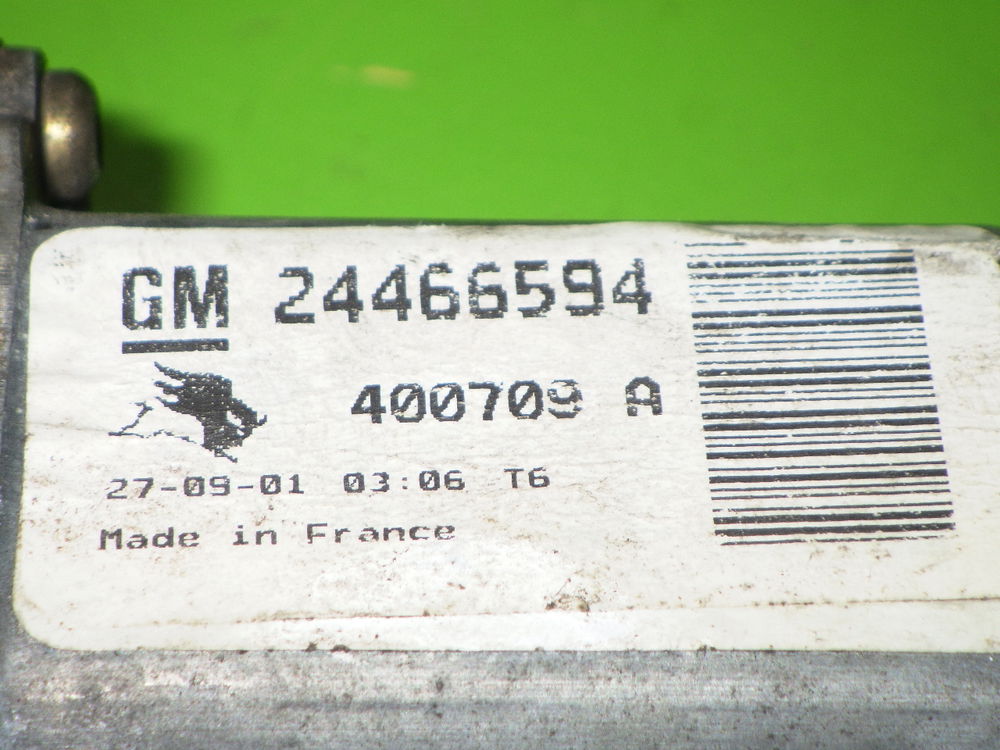 GM 24466594
400709 A
27-09-01 03:06 T6
Made in France